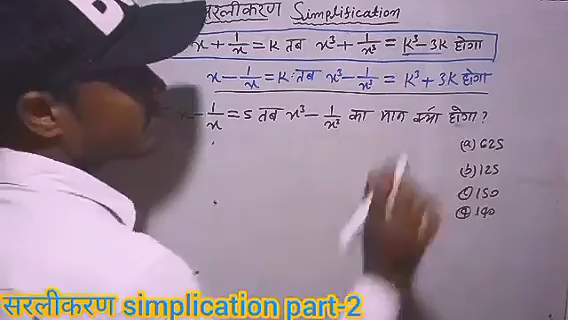 सरलीकरण Simplification
x + 1/x = K तब x³ + 1/x³ = K³ - 3K होगा
x - 1/x = K तब x³ - 1/x³ = K³ + 3K होगा
x - 1/x = 5 तब x³ - 1/x³ का मान क्या होगा ?
(a) 625
(b) 125
(c) 150
(d) 140
सरलीकरण simplication part-2